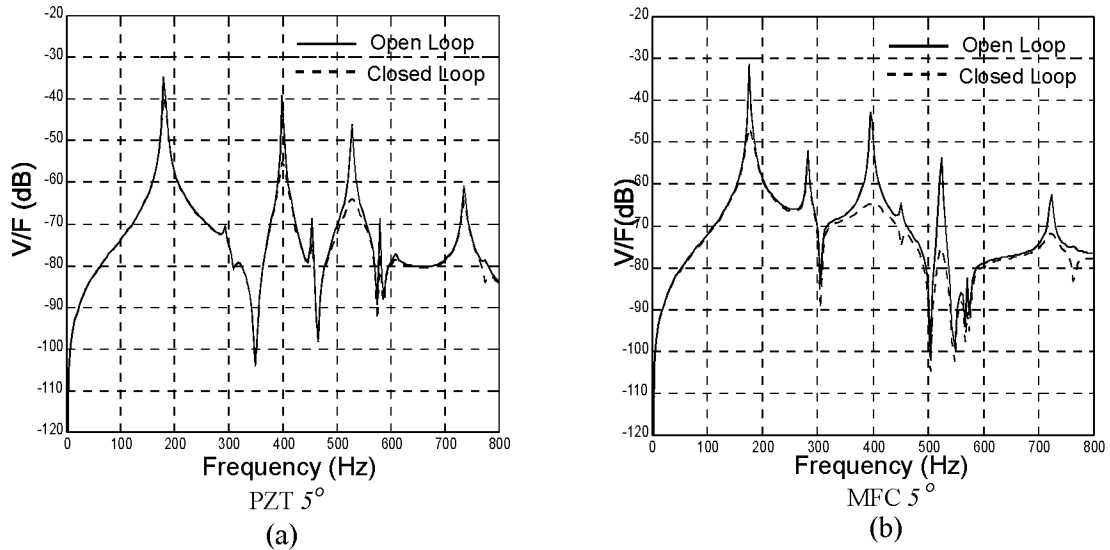 -20
-30
-40
-50
-60
-70
-80
-90
-100
-110
-120
V/F (dB)
Open Loop
Closed Loop
0 100 200 300 400 500 600 700 800
Frequency (Hz)
PZT 5°
(a)
-20
-30
-40
-50
-60
-70
-80
-90
-100
-110
-120
V/F(dB)
Open Loop
Closed Loop
0 100 200 300 400 500 600 700 800
Frequency (Hz)
MFC 5°
(b)